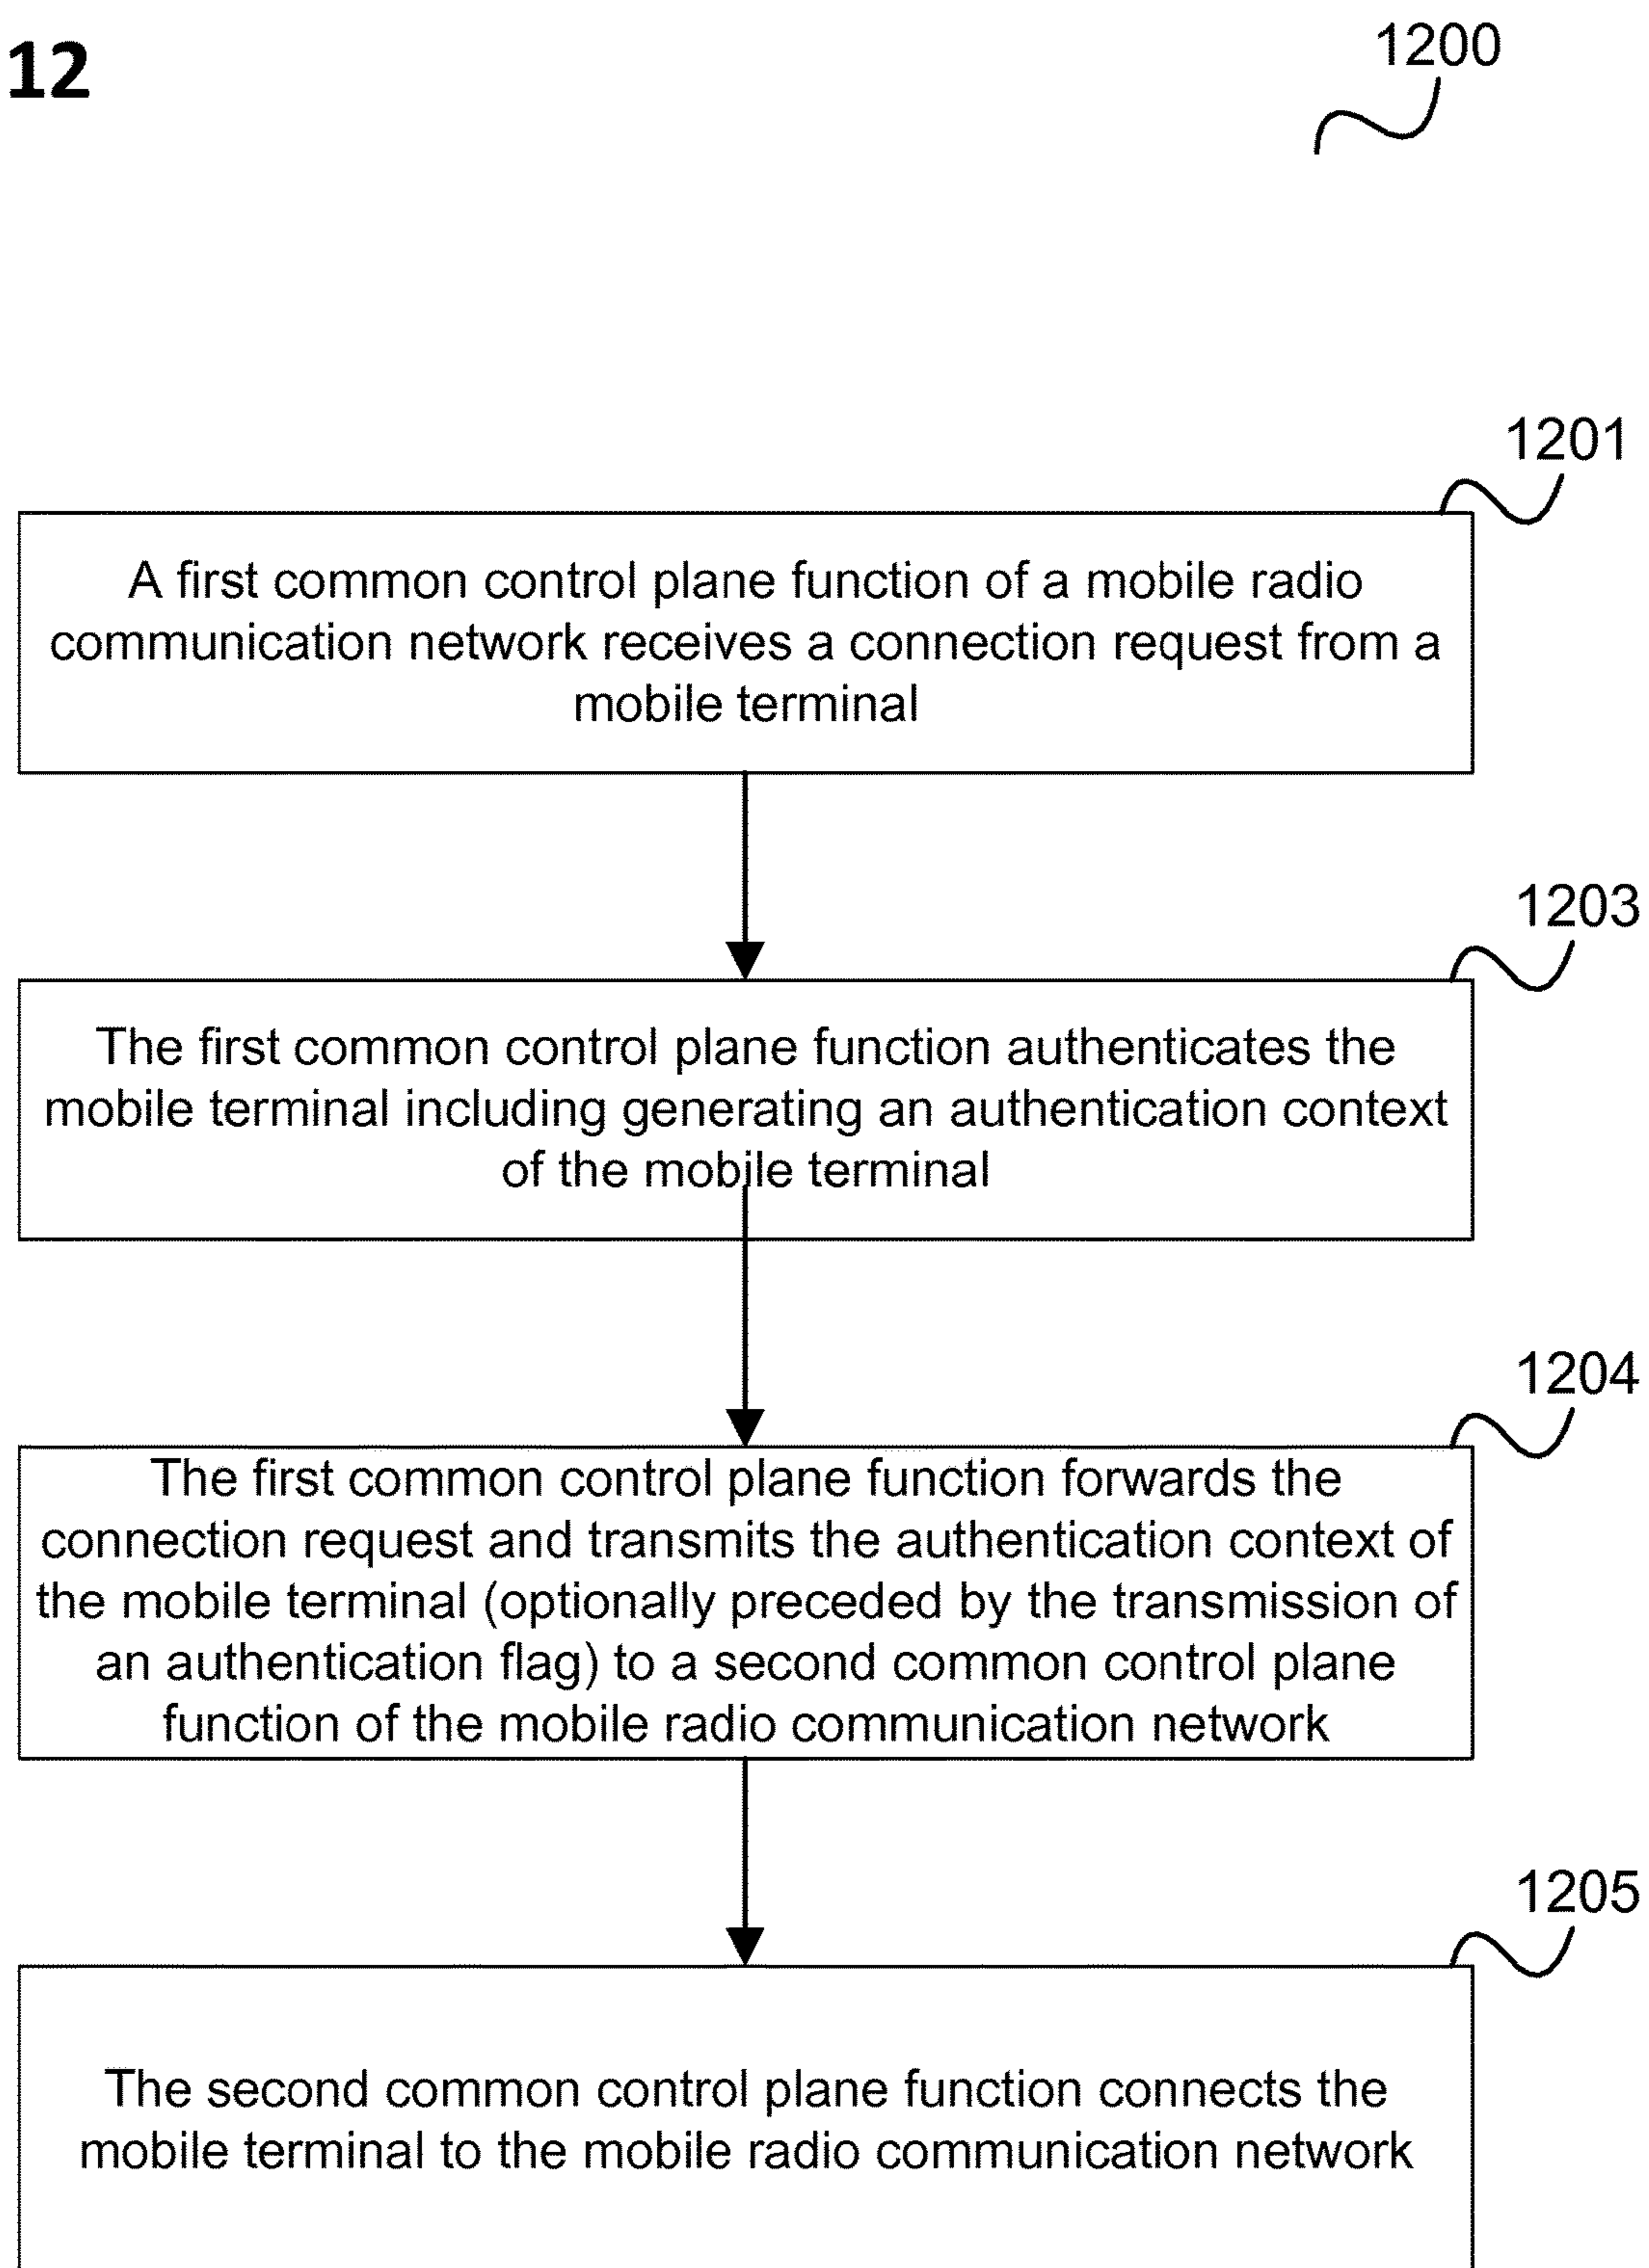 12
1200
1201
A first common control plane function of a mobile radio
communication network receives a connection request from a
mobile terminal
1203
The first common control plane function authenticates the
mobile terminal including generating an authentication context
of the mobile terminal
1204
The first common control plane function forwards the
connection request and transmits the authentication context of
the mobile terminal (optionally preceded by the transmission of
an authentication flag) to a second common control plane
function of the mobile radio communication network
1205
The second common control plane function connects the
mobile terminal to the mobile radio communication network